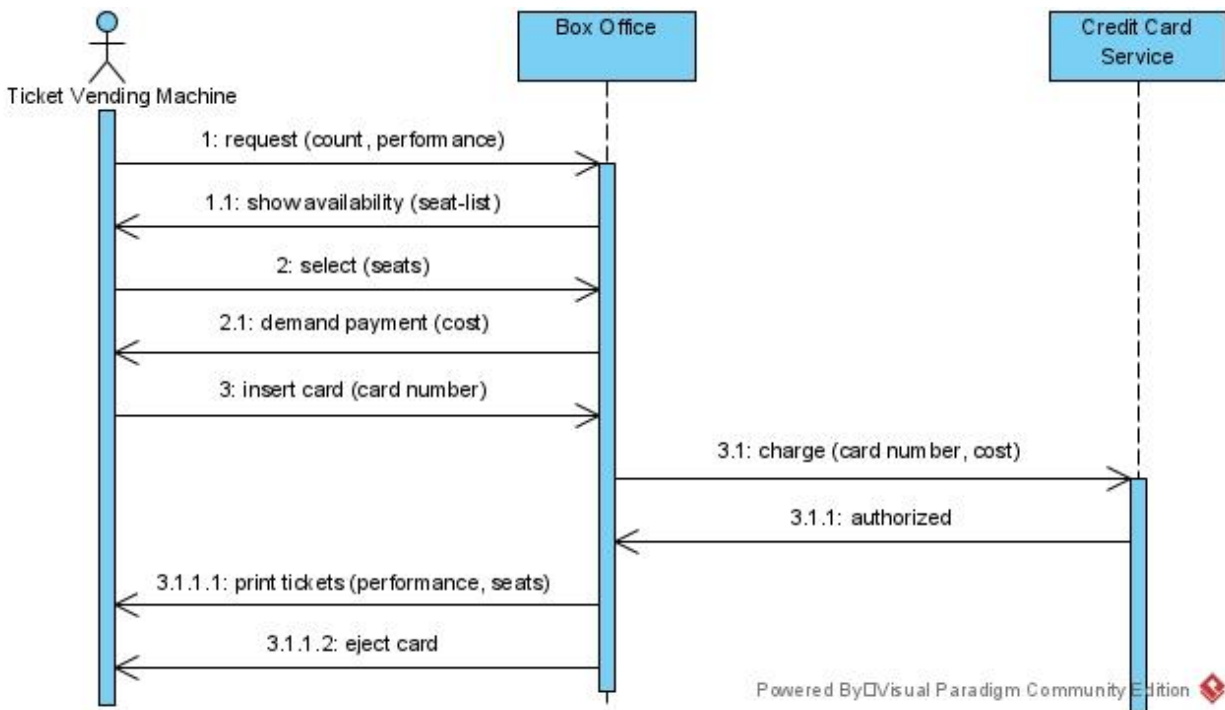 Box Office
Credit Card
Service
Ticket Vending Machine
1: request (count, performance)
1.1: show availability (seat-list)
2: select (seats)
2.1: demand payment (cost)
3: insert card (card number)
3.1: charge (card number, cost)
3.1.1: authorized
3.1.1.1: print tickets (performance, seats)
3.1.1.2: eject card
Powered By□Visual Paradigm Community Edition